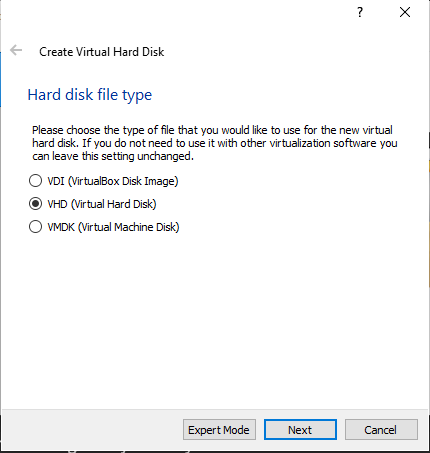 ?
Create Virtual Hard Disk
Hard disk file type
Please choose the type of file that you would like to use for the new virtual
hard disk. If you do not need to use it with other virtualization software you
can leave this setting unchanged.
VDI (VirtualBox Disk Image)
VHD (Virtual Hard Disk)
VMDK (Virtual Machine Disk)
Expert Mode Next Cancel